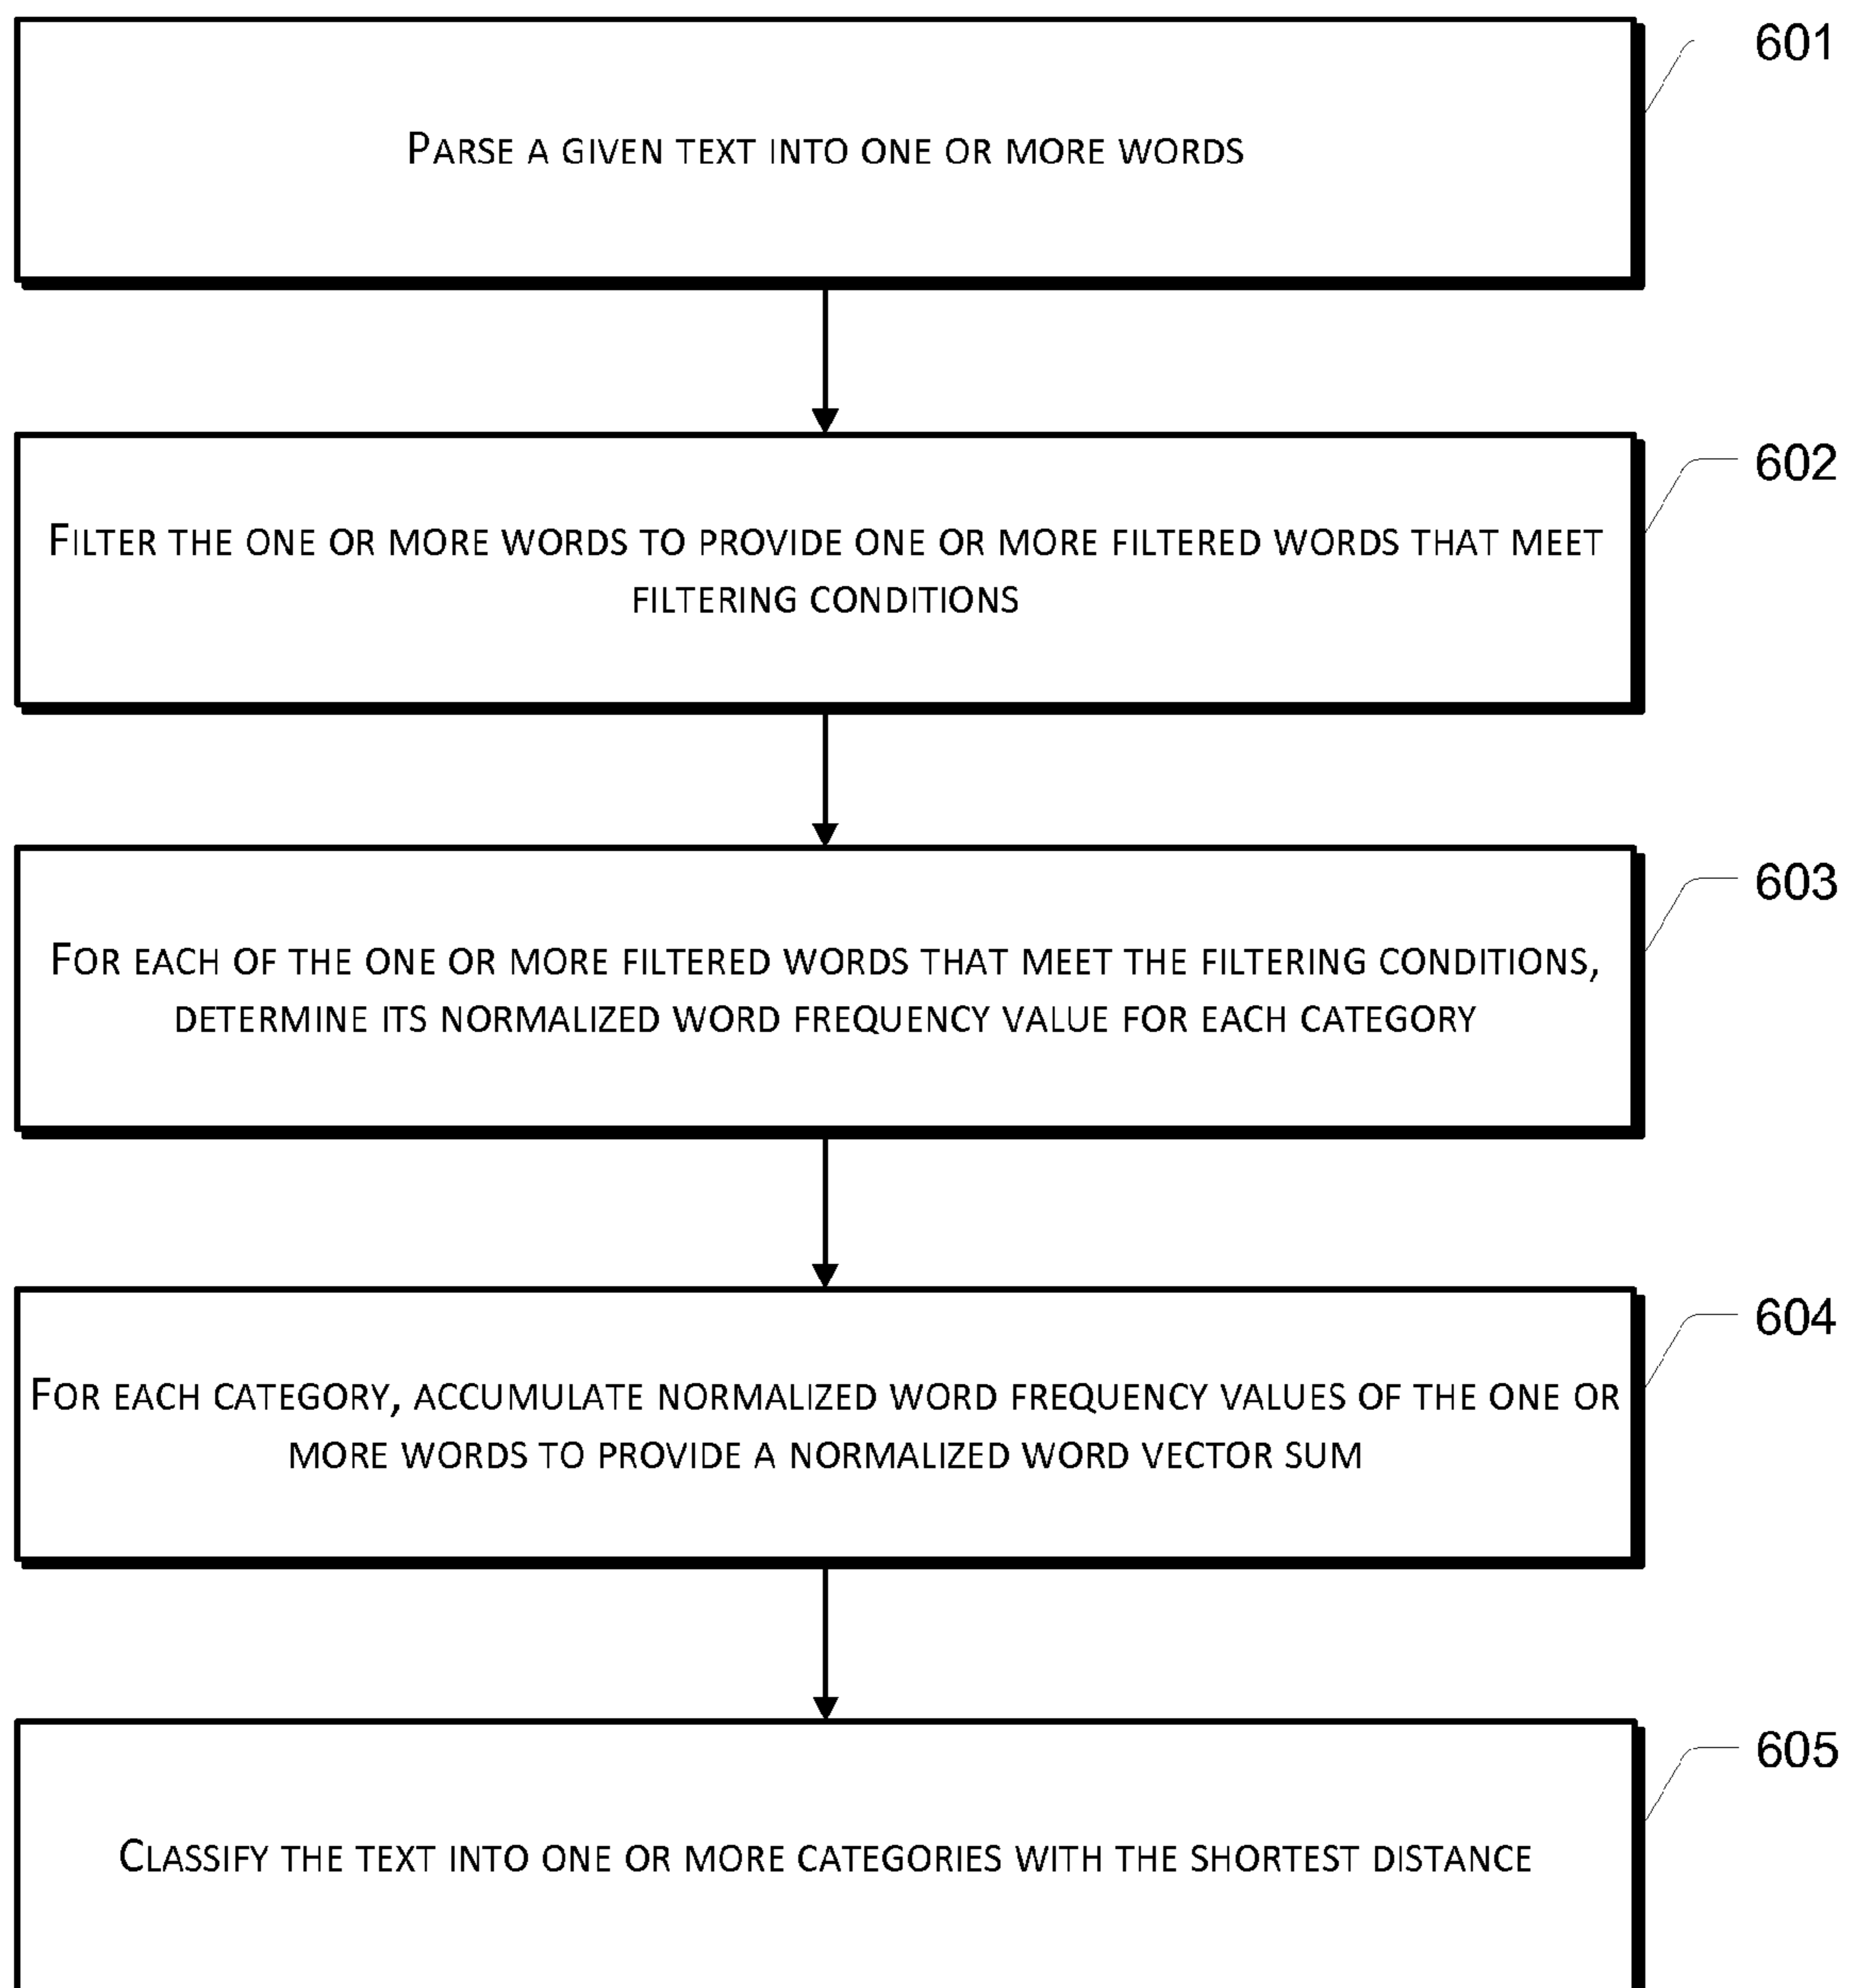 601
PARSE A GIVEN TEXT INTO ONE OR MORE WORDS
602
FILTER THE ONE OR MORE WORDS TO PROVIDE ONE OR MORE FILTERED WORDS THAT MEET
FILTERING CONDITIONS
603
FOR EACH OF THE ONE OR MORE FILTERED WORDS THAT MEET THE FILTERING CONDITIONS,
DETERMINE ITS NORMALIZED WORD FREQUENCY VALUE FOR EACH CATEGORY
604
FOR EACH CATEGORY, ACCUMULATE NORMALIZED WORD FREQUENCY VALUES OF THE ONE OR
MORE WORDS TO PROVIDE A NORMALIZED WORD VECTOR SUM
605
CLASSIFY THE TEXT INTO ONE OR MORE CATEGORIES WITH THE SHORTEST DISTANCE